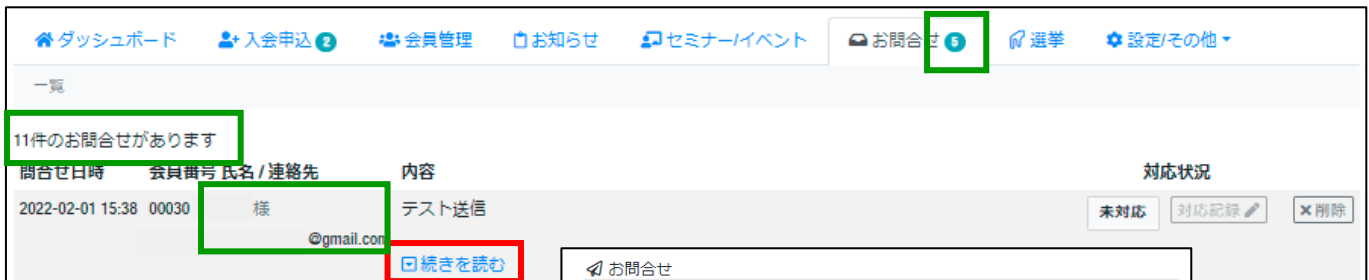 ダッシュボード 入会申込 2 会員管理 お知らせ セミナー/イベント お問合せ 5 選挙 設定/その他
一覧
11件のお問合せがあります
問合せ日時 会員番号 氏名 / 連絡先 内容 対応状況
2022-02-01 15:38 00030 様 テスト送信 未対応 対応記録 ×削除
@gmail.com
続きを読む
お問合せ